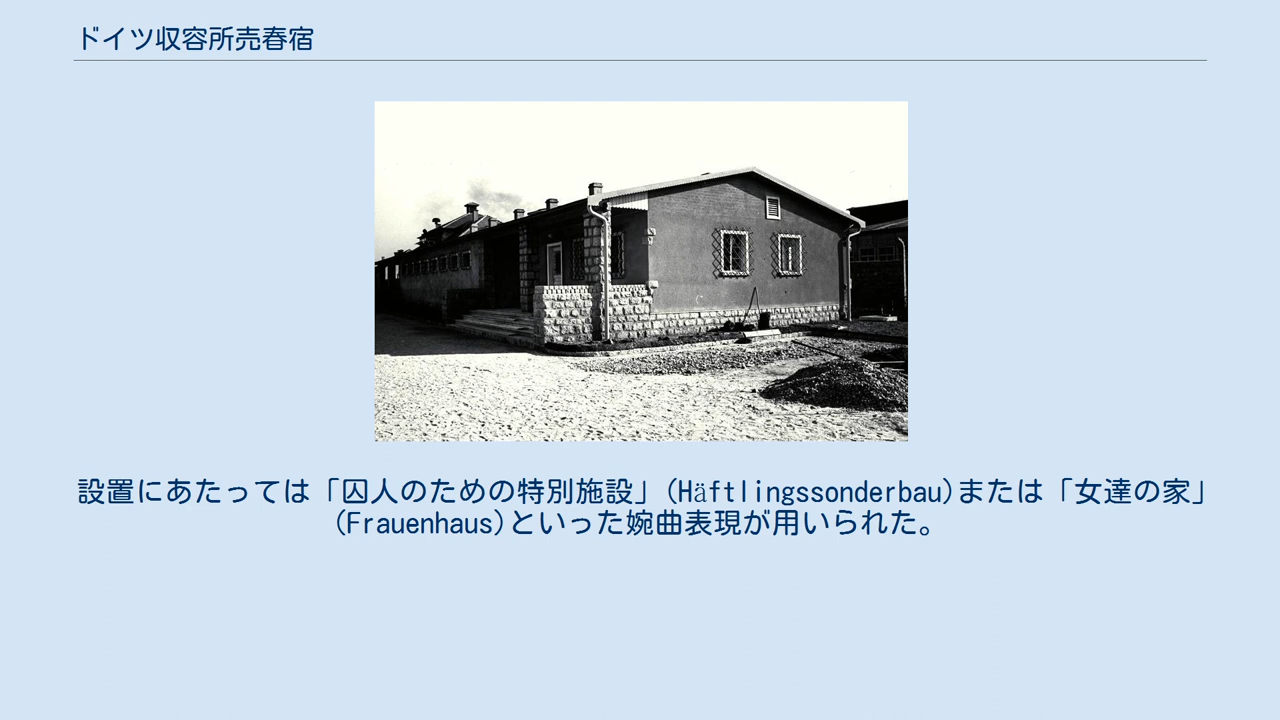 ドイツ収容所売春宿
設置にあたっては「囚人のための特別施設」(Häftlingssonderbau)または「女達の家」
(Frauenhaus)といった婉曲表現が用いられた。